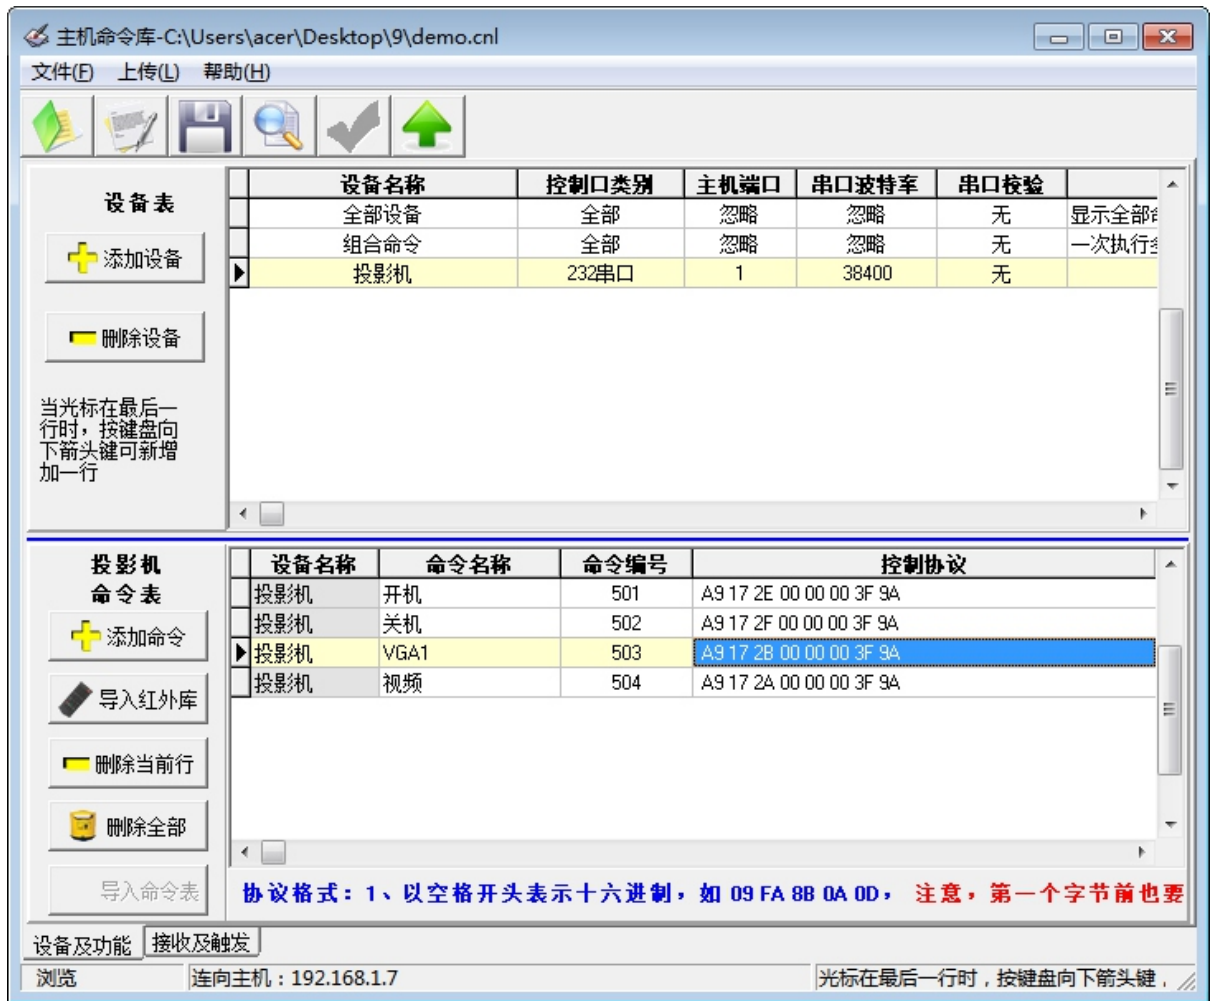 主机命令库-C:\Users\acer\Desktop\9\demo.cnl
文件(F) 上传(L) 帮助(H)
设备表
添加设备
删除设备
当光标在最后一
行时，按键盘向
下箭头键可新增
加一行
设备名称 控制口类别 主机端口 串口波特率 串口校验
全部设备 全部 忽略 忽略 无 显示全部
组合命令 全部 忽略 忽略 无 一次执行
投影机 232串口 1 38400 无
投影机
命令表
添加命令
导入红外库
删除当前行
删除全部
导入命令表
设备名称 命令名称 命令编号 控制协议
投影机 开机 501 A9 17 2E 00 00 00 3F 9A
投影机 关机 502 A9 17 2F 00 00 00 3F 9A
投影机 VGA1 503 A9 17 2B 00 00 00 3F 9A
投影机 视频 504 A9 17 2A 00 00 00 3F 9A
协议格式：1、以空格开头表示十六进制，如 09 FA 8B 0A 0D， 注意，第一个字节前也要
设备及功能 接收及触发
浏览 连向主机：192.168.1.7 光标在最后一行时，按键盘向下箭头键，